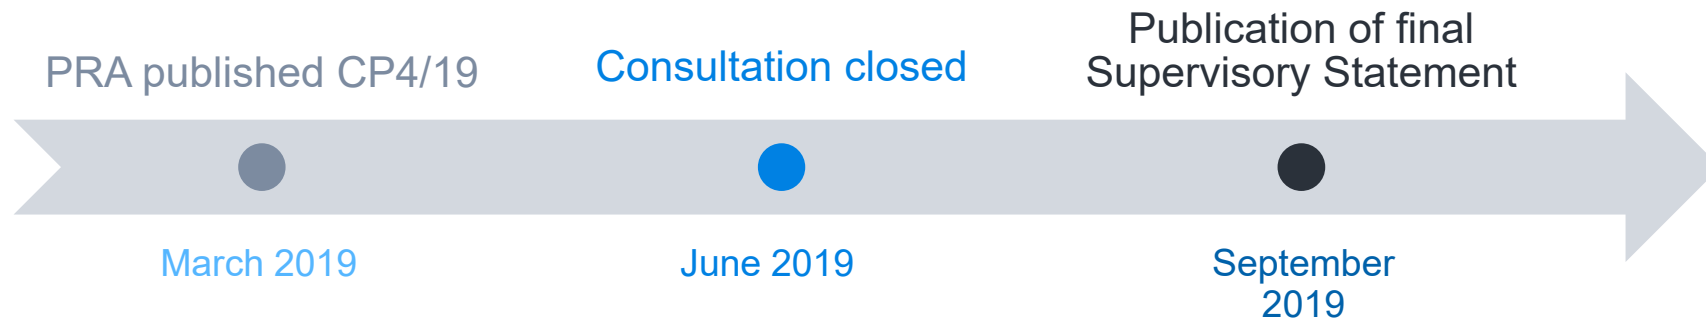 PRA published CP4/19
Consultation closed
Publication of final
Supervisory Statement
March 2019
June 2019
September
2019